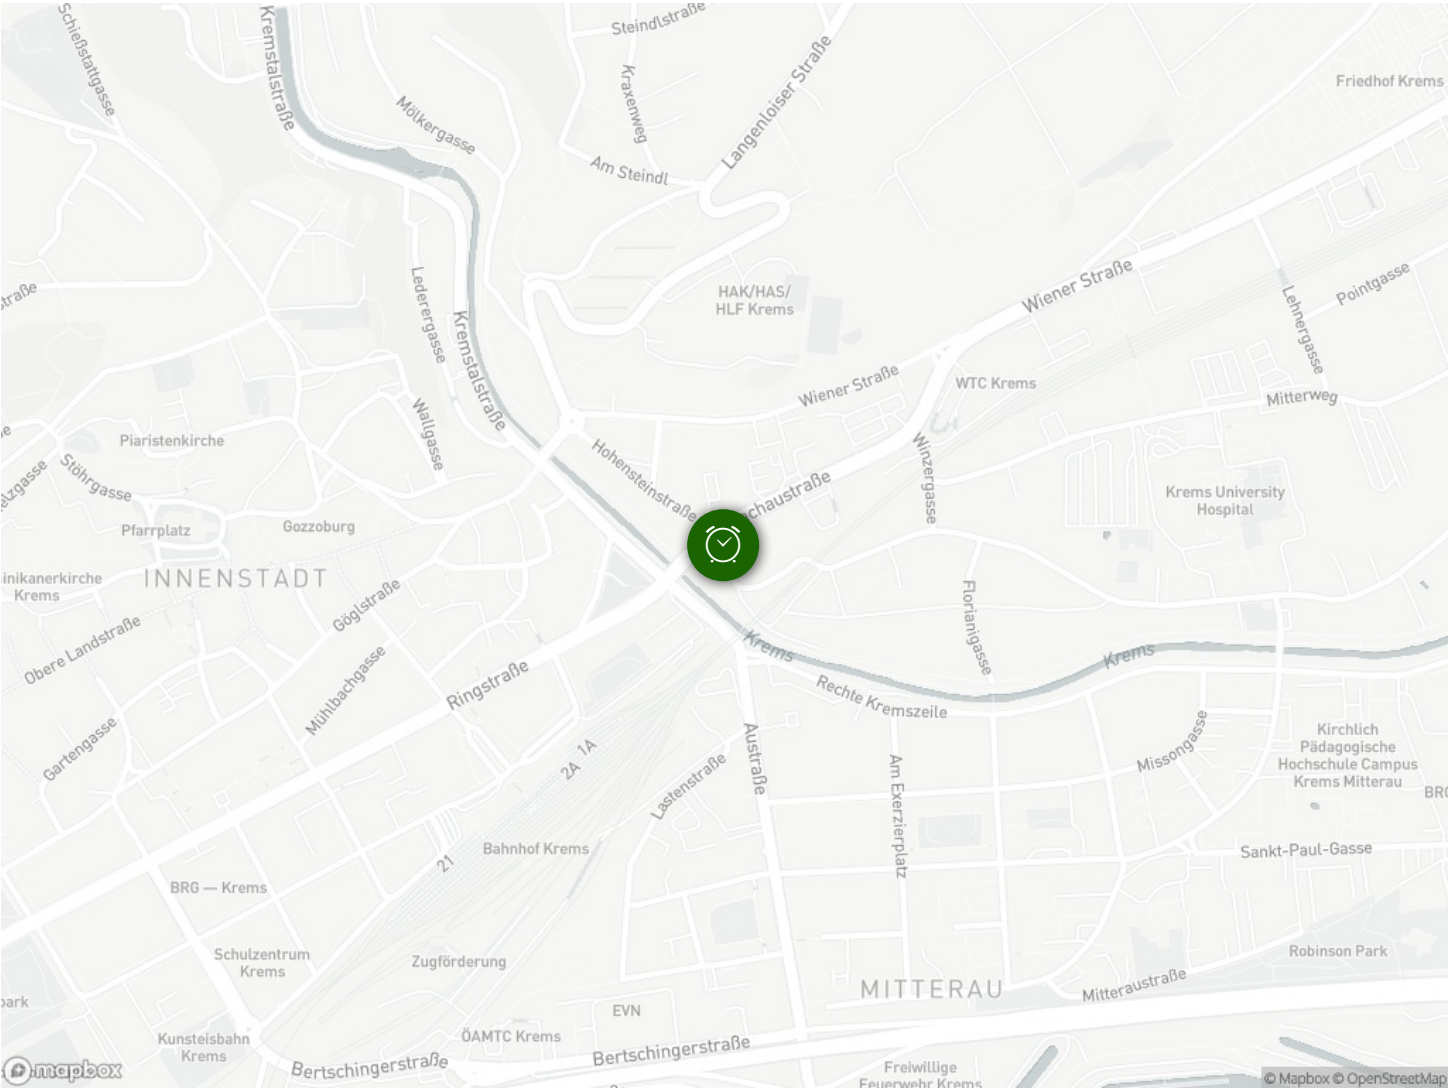 Schießstattgasse
Kremstalstraße
Steindlstraße
Kraxenweg
Langenloiser Straße
Friedhof Krems
Mölkergasse
Am Steindl
Ledergasse
Kremstalstraße
HAK/HAS/
HLF Krems
Wiener Straße
Lehnergasse
Pointgasse
Wiener Straße
WTC Krems
Mitterweg
Wallgasse
Piaristenkirche
Stöhrgasse
Hohensteinstraße
Winzergasse
Krems University
Hospital
Pfarrplatz
Gozzoburg
INNENSTADT
Krems
Göglstraße
Obere Landstraße
Florianigasse
Krems
Krems
Mühlbachgasse
Ringstraße
Rechte Kremszeile
Gartengasse
1A
2A
Austraße
Lastenstraße
Am Exerzierplatz
Missongasse
Kirchlich
Pädagogische
Hochschule Campus
Krems Mitterau
Bahnhof Krems
21
Sankt-Paul-Gasse
BRG — Krems
Schulzentrum
Krems
Zugförderung
MITTERAU
Mitteraustraße
Robinson Park
EVN
ÖAMTC Krems
Kunsteisbahn
Krems
Bertschingerstraße
Bertschingerstraße
Freiwillige
Feuerwehr Krems
mapbox
© Mapbox © OpenStreetMap